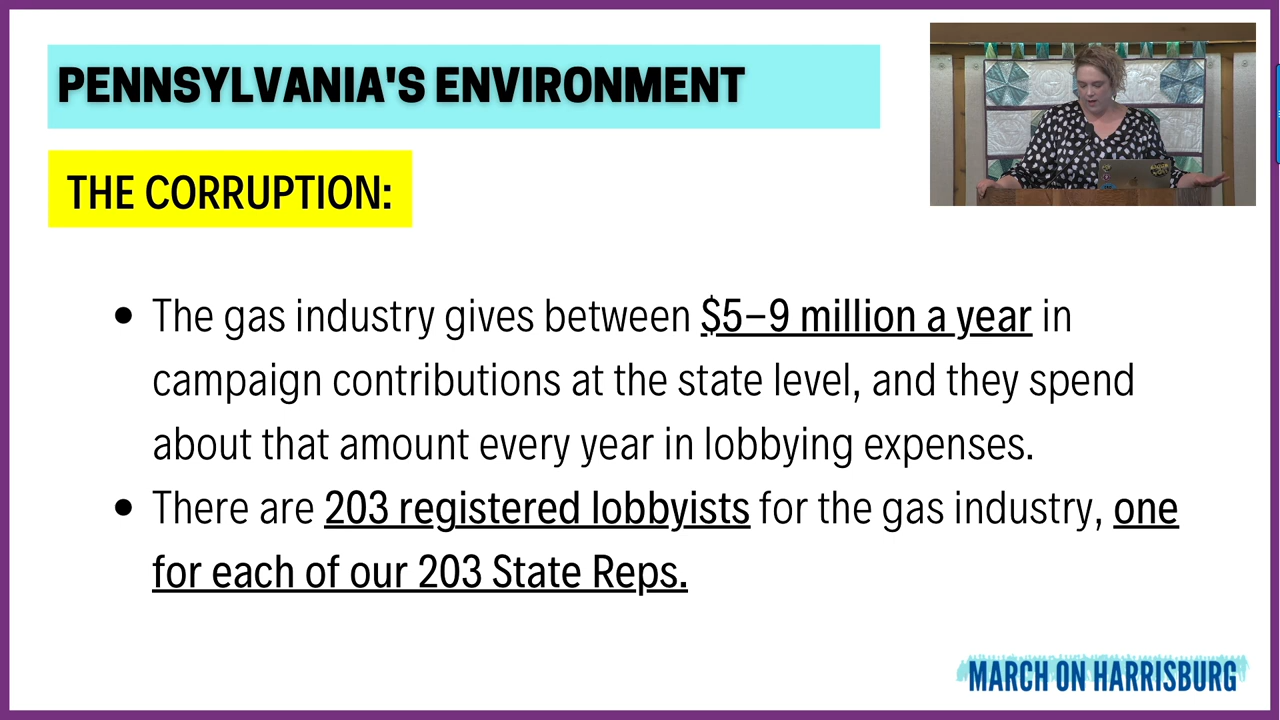 PENNSYLVANIA'S ENVIRONMENT
THE CORRUPTION:
• The gas industry gives between $5–9 million a year in
campaign contributions at the state level, and they spend
about that amount every year in lobbying expenses.
• There are 203 registered lobbyists for the gas industry, one
for each of our 203 State Reps.
MARCH ON HARRISBURG